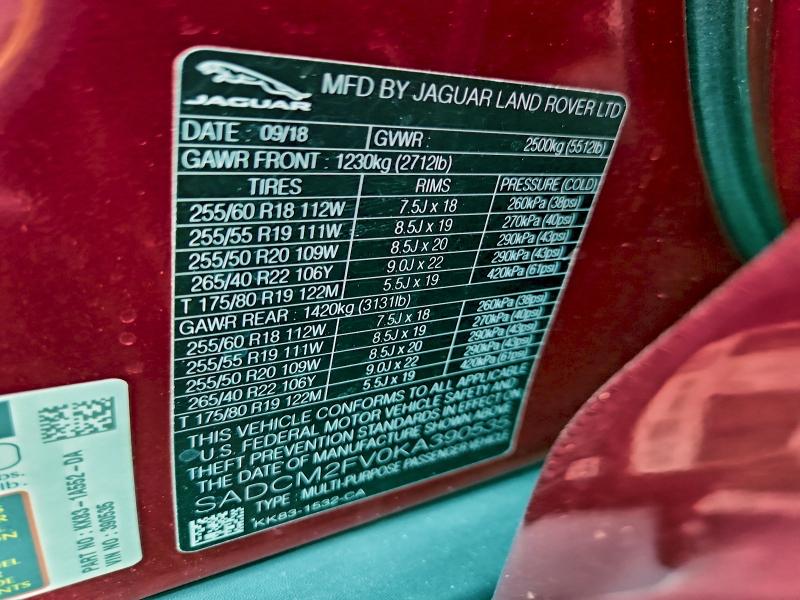 JAGUAR
MFD BY JAGUAR LAND ROVER LTD
DATE : 09/18 GVWR : 2500kg (5512lb)
GAWR FRONT : 1230kg (2712lb)
TIRES RIMS PRESSURE (COLD)
255/60 R18 112W 7.5J x 18 260kPa (38psi)
255/55 R19 111W 8.5J x 19 270kPa (40psi)
255/50 R20 109W 8.5J x 20 290kPa (43psi)
265/40 R22 106Y 9.0J x 22 290kPa (43psi)
T 175/80 R19 122M 5.5J x 19 420kPa (61psi)
GAWR REAR : 1420kg (3131lb)
255/60 R18 112W 7.5J x 18 260kPa (38psi)
255/55 R19 111W 8.5J x 19 270kPa (40psi)
255/50 R20 109W 8.5J x 20 290kPa (43psi)
265/40 R22 106Y 9.0J x 22 290kPa (43psi)
T 175/80 R19 122M 5.5J x 19 420kPa (61psi)
THIS VEHICLE CONFORMS TO ALL APPLICABLE
U.S. FEDERAL MOTOR VEHICLE SAFETY AND
THEFT PREVENTION STANDARDS IN EFFECT ON
THE DATE OF MANUFACTURE SHOWN ABOVE
SADCM2FV0KA390535
TYPE : MULTI-PURPOSE PASSENGER VEHICLE
KK83-1532-CA
PART NO: KK83-1A552-DA
VIN NO: 390535